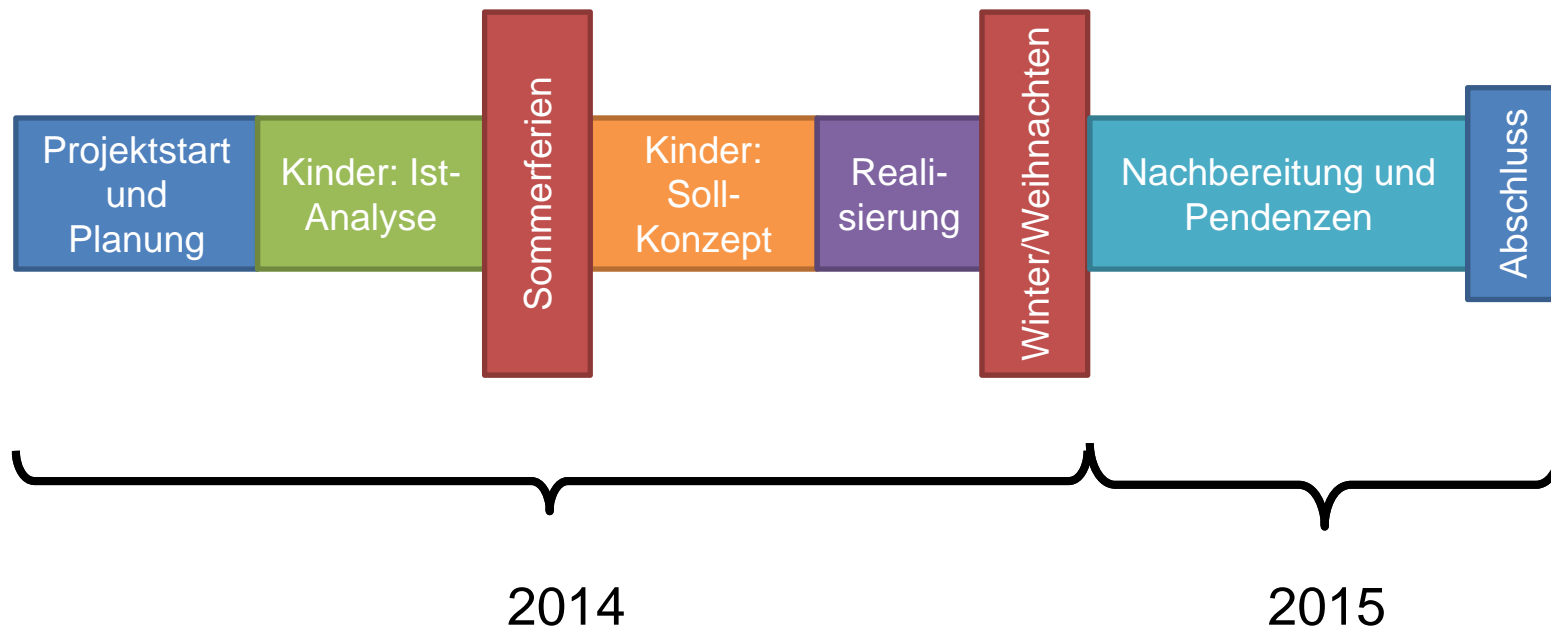 Projektstart
und
Planung
Kinder: Ist-
Analyse
Sommerferien
Kinder:
Soll-
Konzept
Reali-
sierung
Winter/Weihnachten
Nachbereitung und
Pendenzen
Abschluss
2014
2015